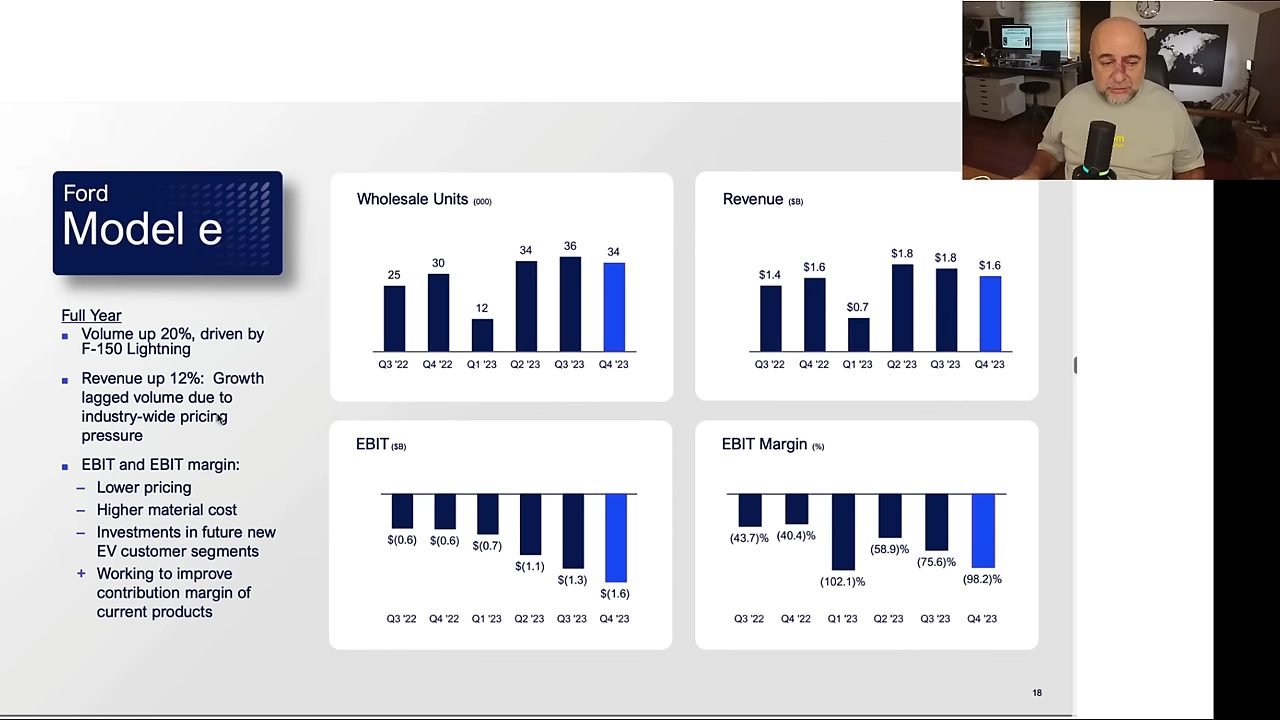 Ford
Model e
Full Year
Volume up 20%, driven by
F-150 Lightning
Revenue up 12%: Growth
lagged volume due to
industry-wide pricing
pressure
EBIT and EBIT margin:
– Lower pricing
– Higher material cost
– Investments in future new
EV customer segments
+ Working to improve
contribution margin of
current products
Wholesale Units (000)
25 30 12 34 36 34
Q3 '22 Q4 '22 Q1 '23 Q2 '23 Q3 '23 Q4 '23
Revenue ($B)
$1.4 $1.6 $0.7 $1.8 $1.8 $1.6
Q3 '22 Q4 '22 Q1 '23 Q2 '23 Q3 '23 Q4 '23
EBIT ($B)
$(0.6) $(0.6) $(0.7) $(1.1) $(1.3) $(1.6)
Q3 '22 Q4 '22 Q1 '23 Q2 '23 Q3 '23 Q4 '23
EBIT Margin (%)
(43.7)% (40.4)% (102.1)% (58.9)% (75.6)% (98.2)%
Q3 '22 Q4 '22 Q1 '23 Q2 '23 Q3 '23 Q4 '23
18